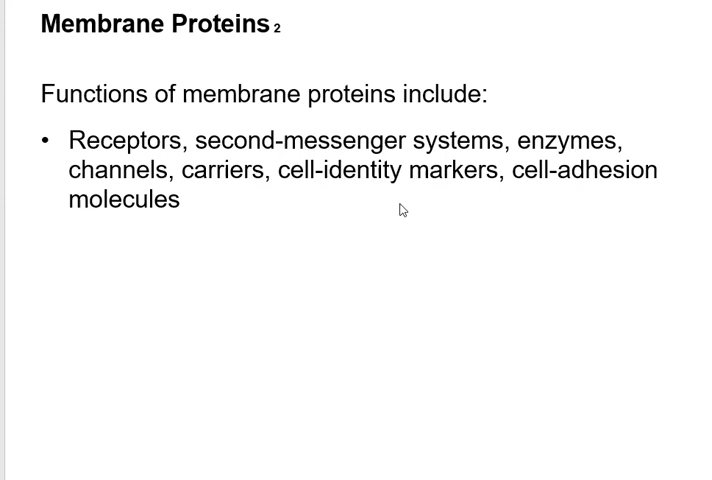 Membrane Proteins 2
Functions of membrane proteins include:
• Receptors, second-messenger systems, enzymes,
channels, carriers, cell-identity markers, cell-adhesion
molecules